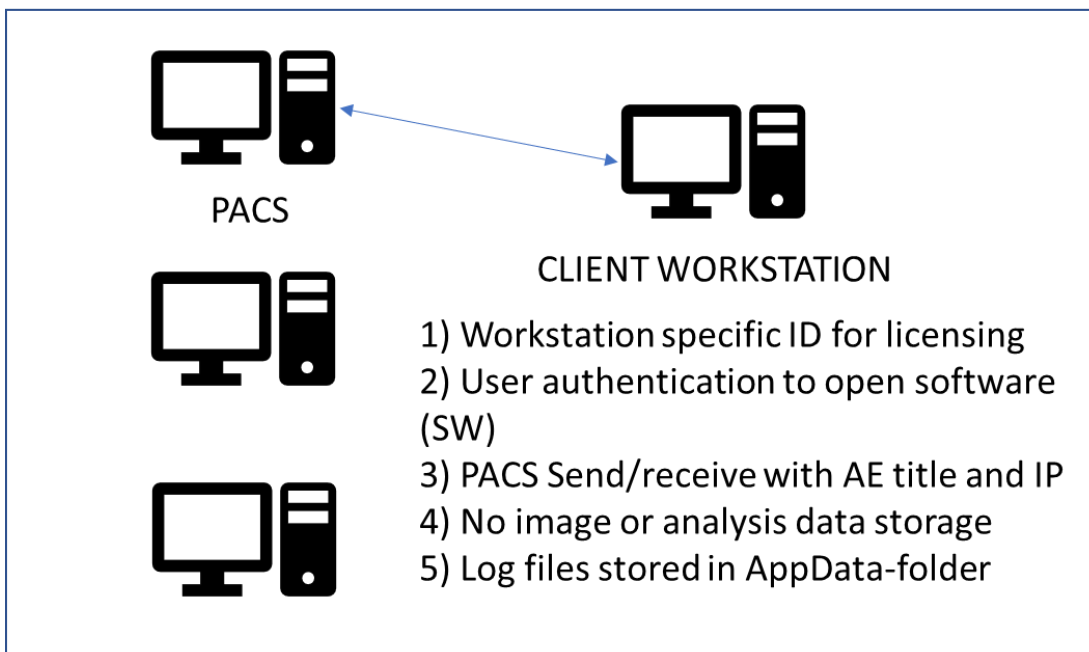 PACS
CLIENT WORKSTATION
1) Workstation specific ID for licensing
2) User authentication to open software
(SW)
3) PACS Send/receive with AE title and IP
4) No image or analysis data storage
5) Log files stored in AppData-folder